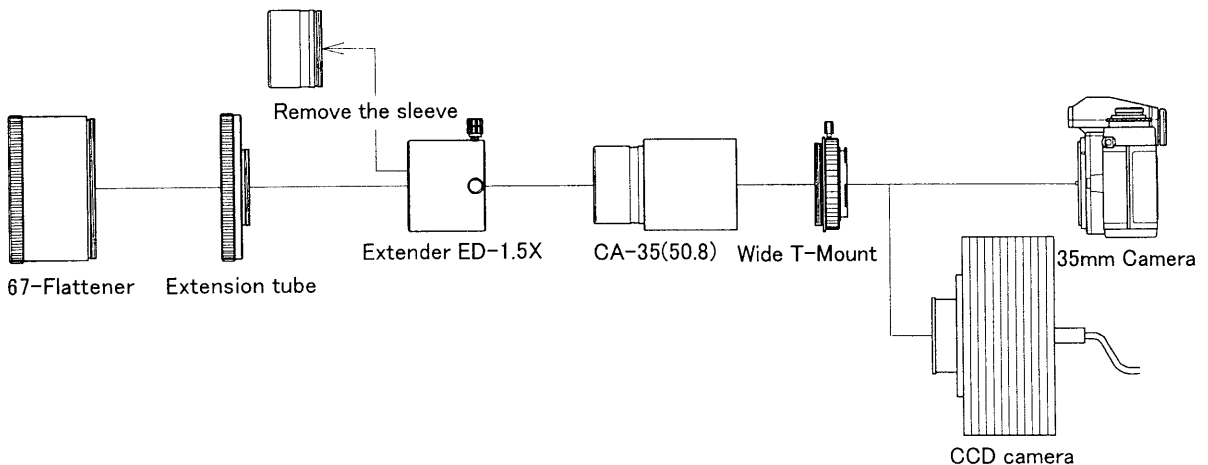 Remove the sleeve
67-Flattener
Extension tube
Extender ED-1.5X
CA-35(50.8)
Wide T-Mount
35mm Camera
CCD camera